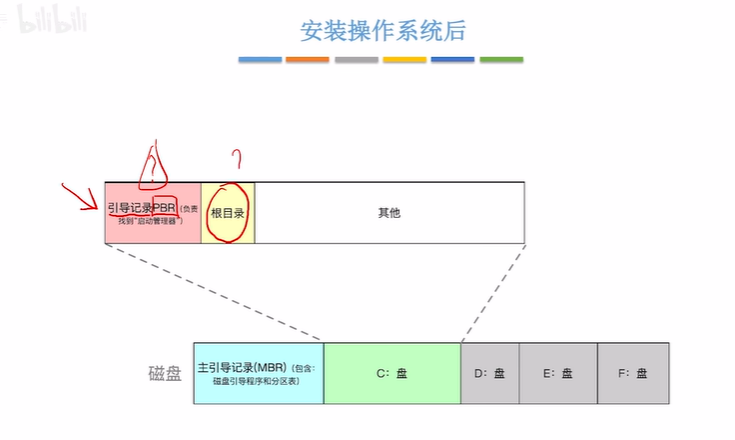 bilibili
安装操作系统后
?
?
引导记录PBR (负责
找到"启动管理器")
根目录
其他
磁盘
主引导记录(MBR) (包含:
磁盘引导程序和分区表)
C: 盘
D: 盘
E: 盘
F: 盘